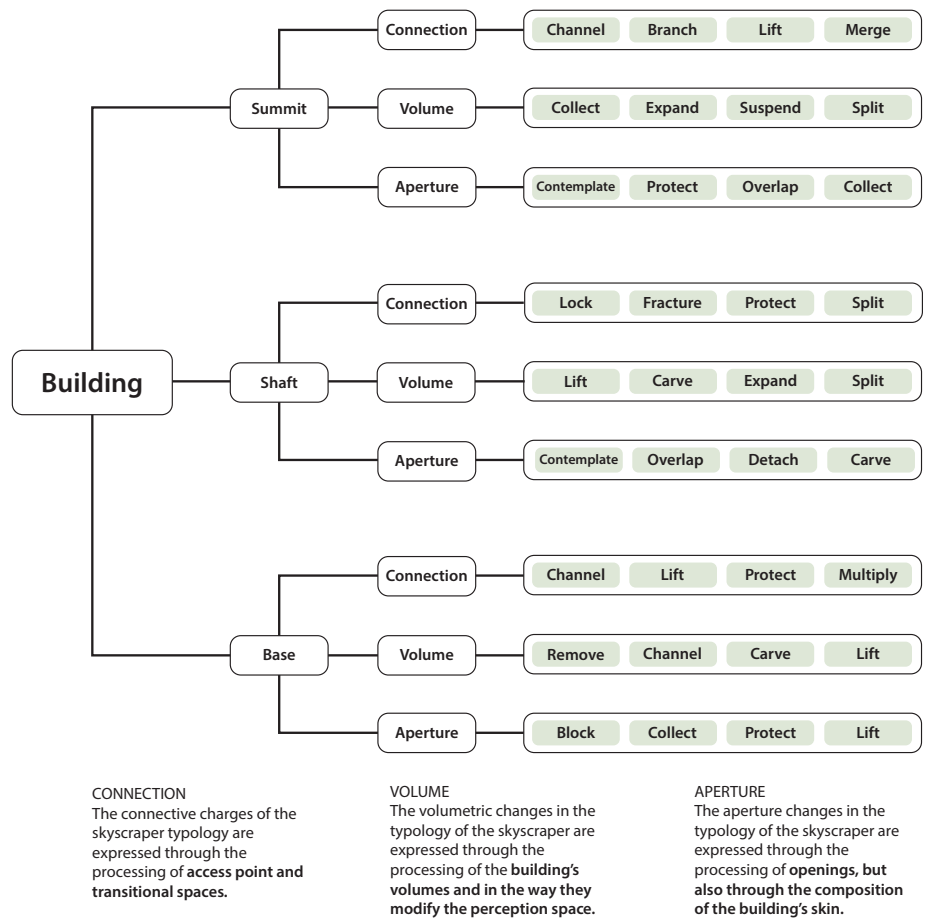 Connection Channel Branch Lift Merge
Summit Volume Collect Expand Suspend Split
Aperture Contemplate Protect Overlap Collect
Connection Lock Fracture Protect Split
Building Shaft Volume Lift Carve Expand Split
Aperture Contemplate Overlap Detach Carve
Connection Channel Lift Protect Multiply
Base Volume Remove Channel Carve Lift
Aperture Block Collect Protect Lift
CONNECTION
The connective charges of the
skyscraper typology are
expressed through the
processing of access point and
transitional spaces.
VOLUME
The volumetric changes in the
typology of the skyscraper are
expressed through the
processing of the building's
volumes and in the way they
modify the perception space.
APERTURE
The aperture changes in the
typology of the skyscraper are
expressed through the
processing of openings, but
also through the composition
of the building's skin.